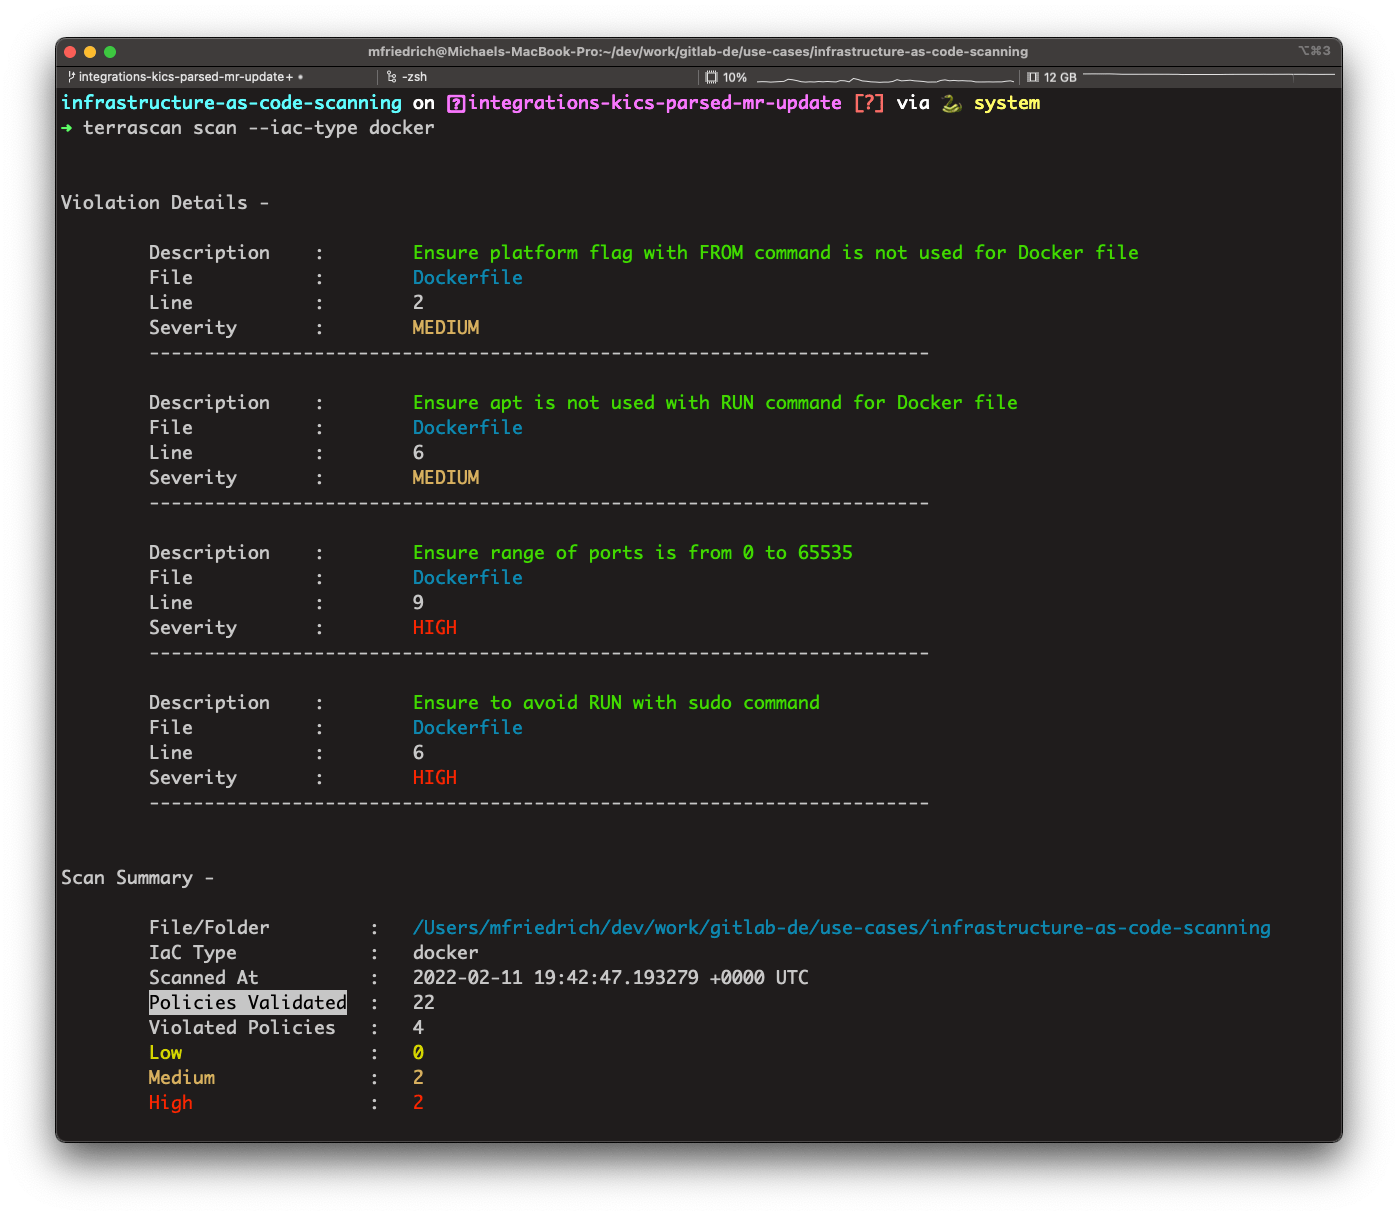 mfriedrich@Michaels-MacBook-Pro:~/dev/work/gitlab-de/use-cases/infrastructure-as-code-scanning
⌥⌘3
integrations-kics-parsed-mr-update+ •
-zsh
10%
12 GB
infrastructure-as-code-scanning on [?]integrations-kics-parsed-mr-update [?] via 🐍 system
➜ terrascan scan --iac-type docker
Violation Details -
Description : Ensure platform flag with FROM command is not used for Docker file
File : Dockerfile
Line : 2
Severity : MEDIUM
-----------------------------------------------------------------------
Description : Ensure apt is not used with RUN command for Docker file
File : Dockerfile
Line : 6
Severity : MEDIUM
-----------------------------------------------------------------------
Description : Ensure range of ports is from 0 to 65535
File : Dockerfile
Line : 9
Severity : HIGH
-----------------------------------------------------------------------
Description : Ensure to avoid RUN with sudo command
File : Dockerfile
Line : 6
Severity : HIGH
-----------------------------------------------------------------------
Scan Summary -
File/Folder : /Users/mfriedrich/dev/work/gitlab-de/use-cases/infrastructure-as-code-scanning
IaC Type : docker
Scanned At : 2022-02-11 19:42:47.193279 +0000 UTC
Policies Validated : 22
Violated Policies : 4
Low : 0
Medium : 2
High : 2